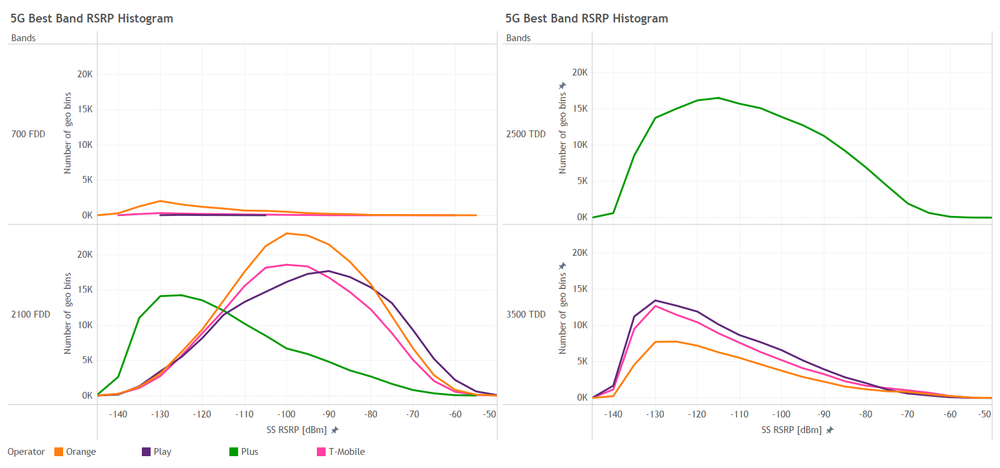 5G Best Band RSRP Histogram
Bands
700 FDD
Number of geo bins
20K
15K
10K
5K
0K
2100 FDD
Number of geo bins
20K
15K
10K
5K
0K
-140 -130 -120 -110 -100 -90 -80 -70 -60 -50
SS RSRP [dBm]
5G Best Band RSRP Histogram
Bands
2500 TDD
Number of geo bins
20K
15K
10K
5K
0K
3500 TDD
Number of geo bins
20K
15K
10K
5K
0K
-140 -130 -120 -110 -100 -90 -80 -70 -60 -50
SS RSRP [dBm]
Operator Orange Play Plus T-Mobile